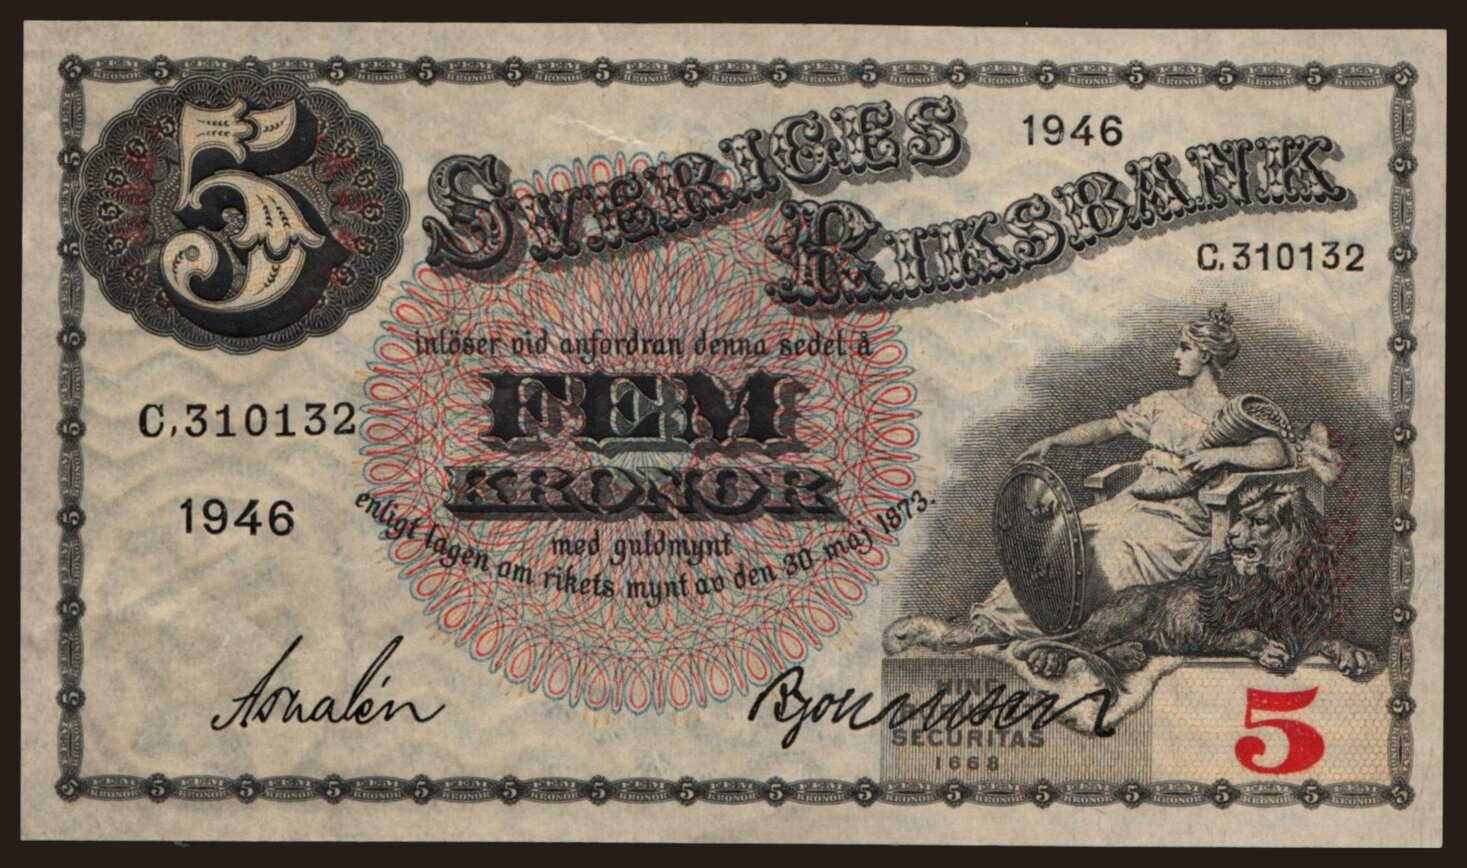 5
SVERIGES
1946
RIKSBANK
C.310132
inlöser vid anfordran denna sedel å
FEM
C.310132
KRONOR
1946
med guldmynt
enligt lagen om rikets mynt av den 30 maj 1873.
HINC
SECURITAS
1668
5